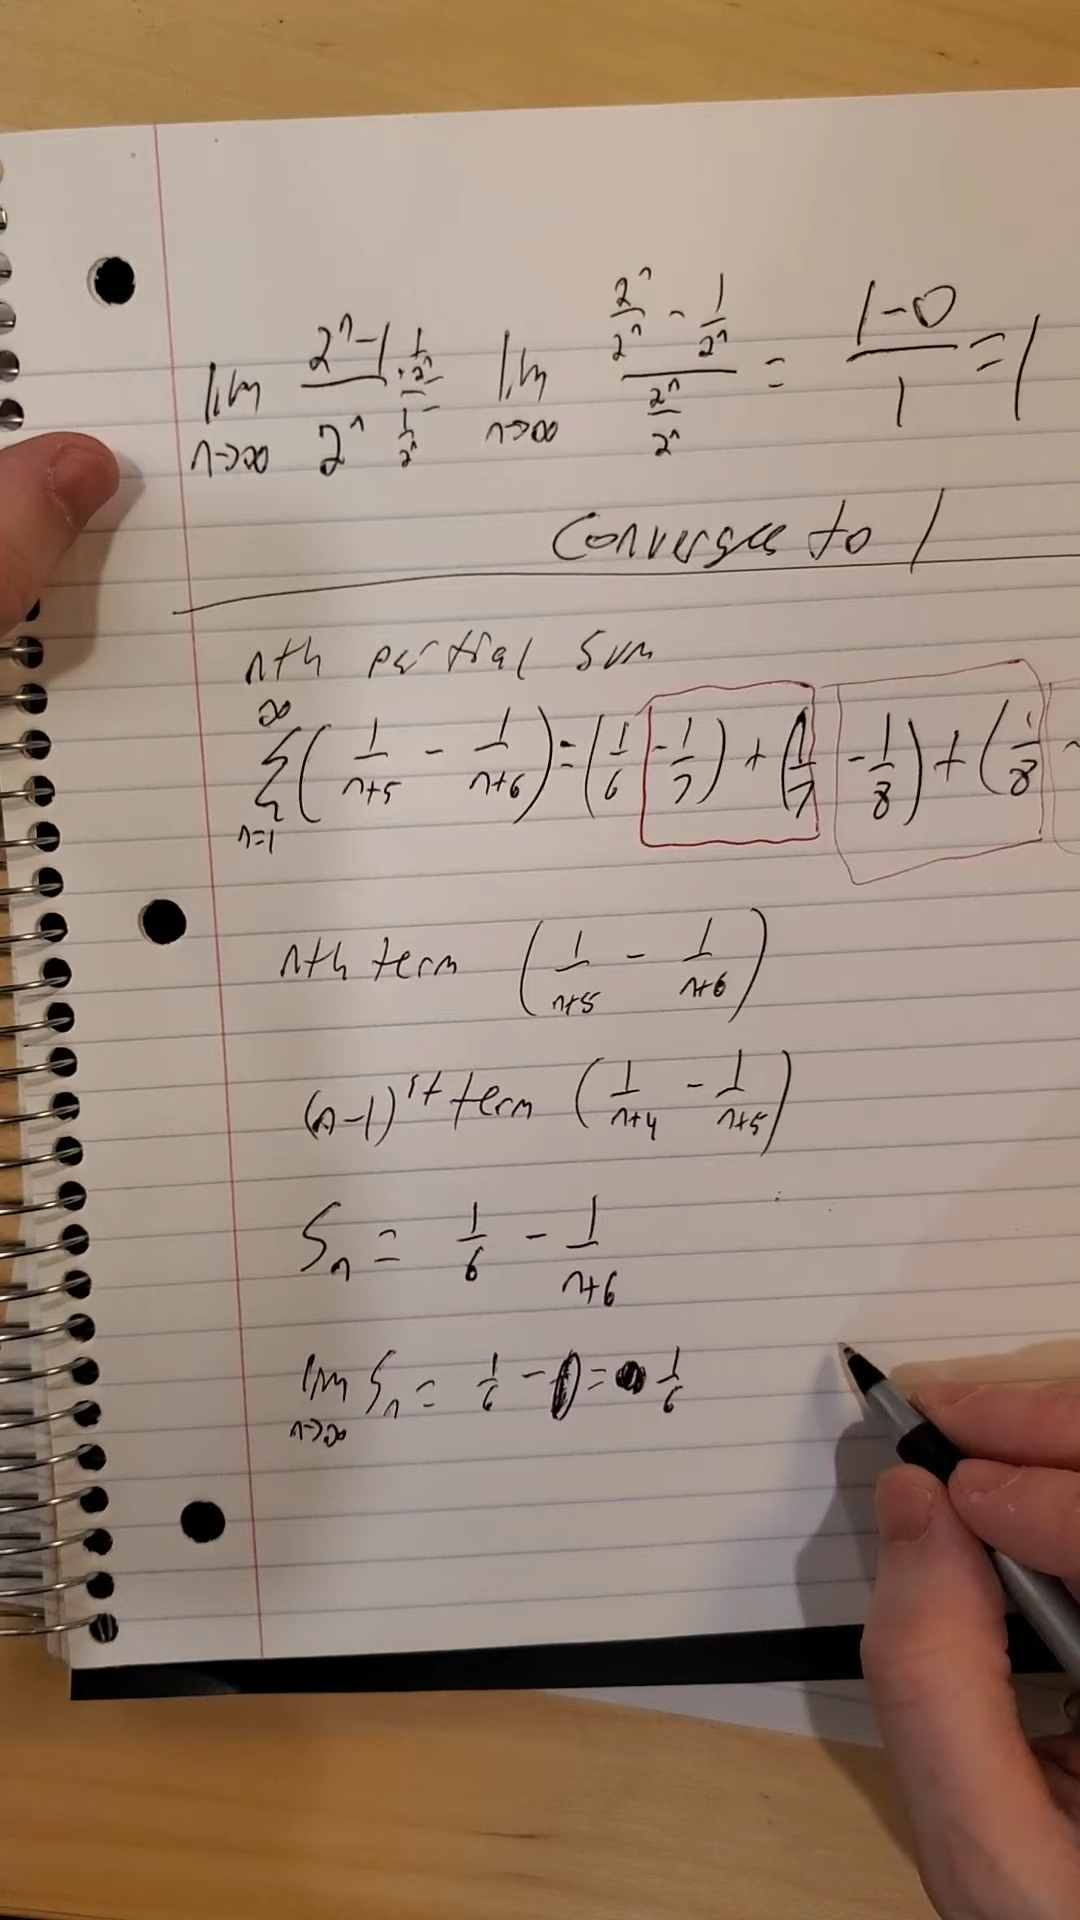 lim n→∞ (2^n - 1)/(2^n) · (1/2^n)/(1/2^n) = lim n→∞ (2^n/2^n - 1/2^n)/(2^n/2^n) = (1-0)/1 = 1
Converges to 1
nth partial sum
∞ Σ n=1 (1/(n+5) - 1/(n+6)) = (1/6 - 1/7) + (1/7 - 1/8) + (1/8 -
nth term (1/(n+5) - 1/(n+6))
(n-1)^st term (1/(n+4) - 1/(n+5))
S_n = 1/6 - 1/(n+6)
lim n→∞ S_n = 1/6 - 0 = 1/6